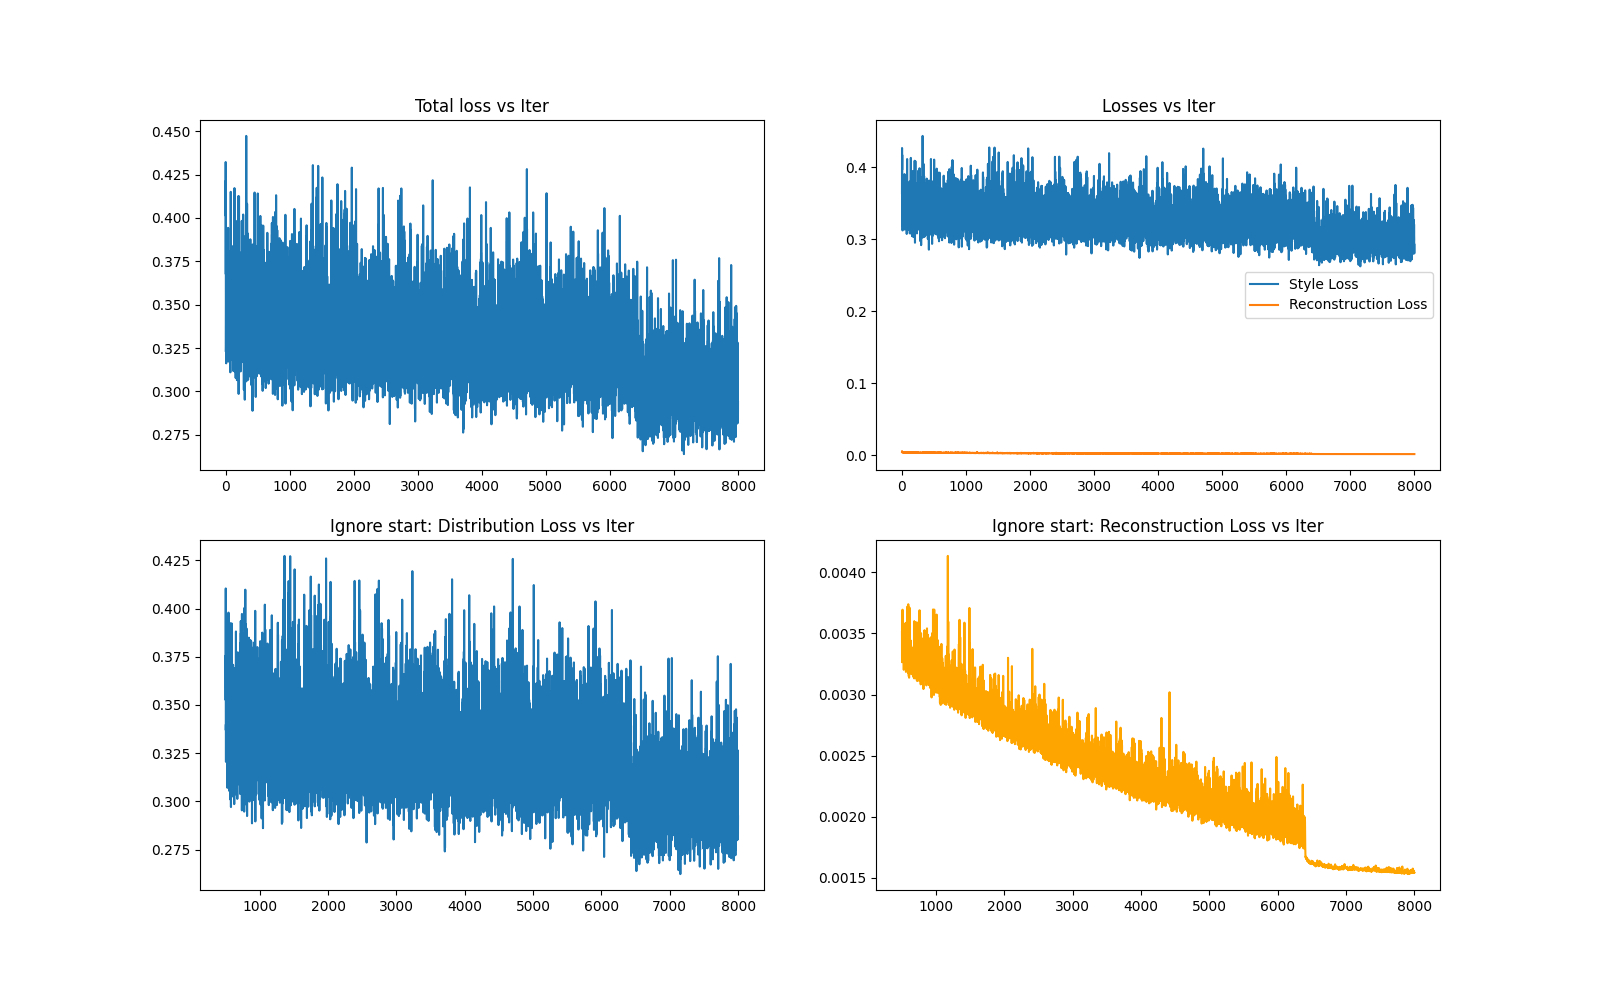 Total loss vs Iter
0.450
0.425
0.400
0.375
0.350
0.325
0.300
0.275
0 1000 2000 3000 4000 5000 6000 7000 8000
Losses vs Iter
0.4
0.3
0.2
0.1
0.0
Style Loss
Reconstruction Loss
0 1000 2000 3000 4000 5000 6000 7000 8000
Ignore start: Distribution Loss vs Iter
0.425
0.400
0.375
0.350
0.325
0.300
0.275
1000 2000 3000 4000 5000 6000 7000 8000
Ignore start: Reconstruction Loss vs Iter
0.0040
0.0035
0.0030
0.0025
0.0020
0.0015
1000 2000 3000 4000 5000 6000 7000 8000